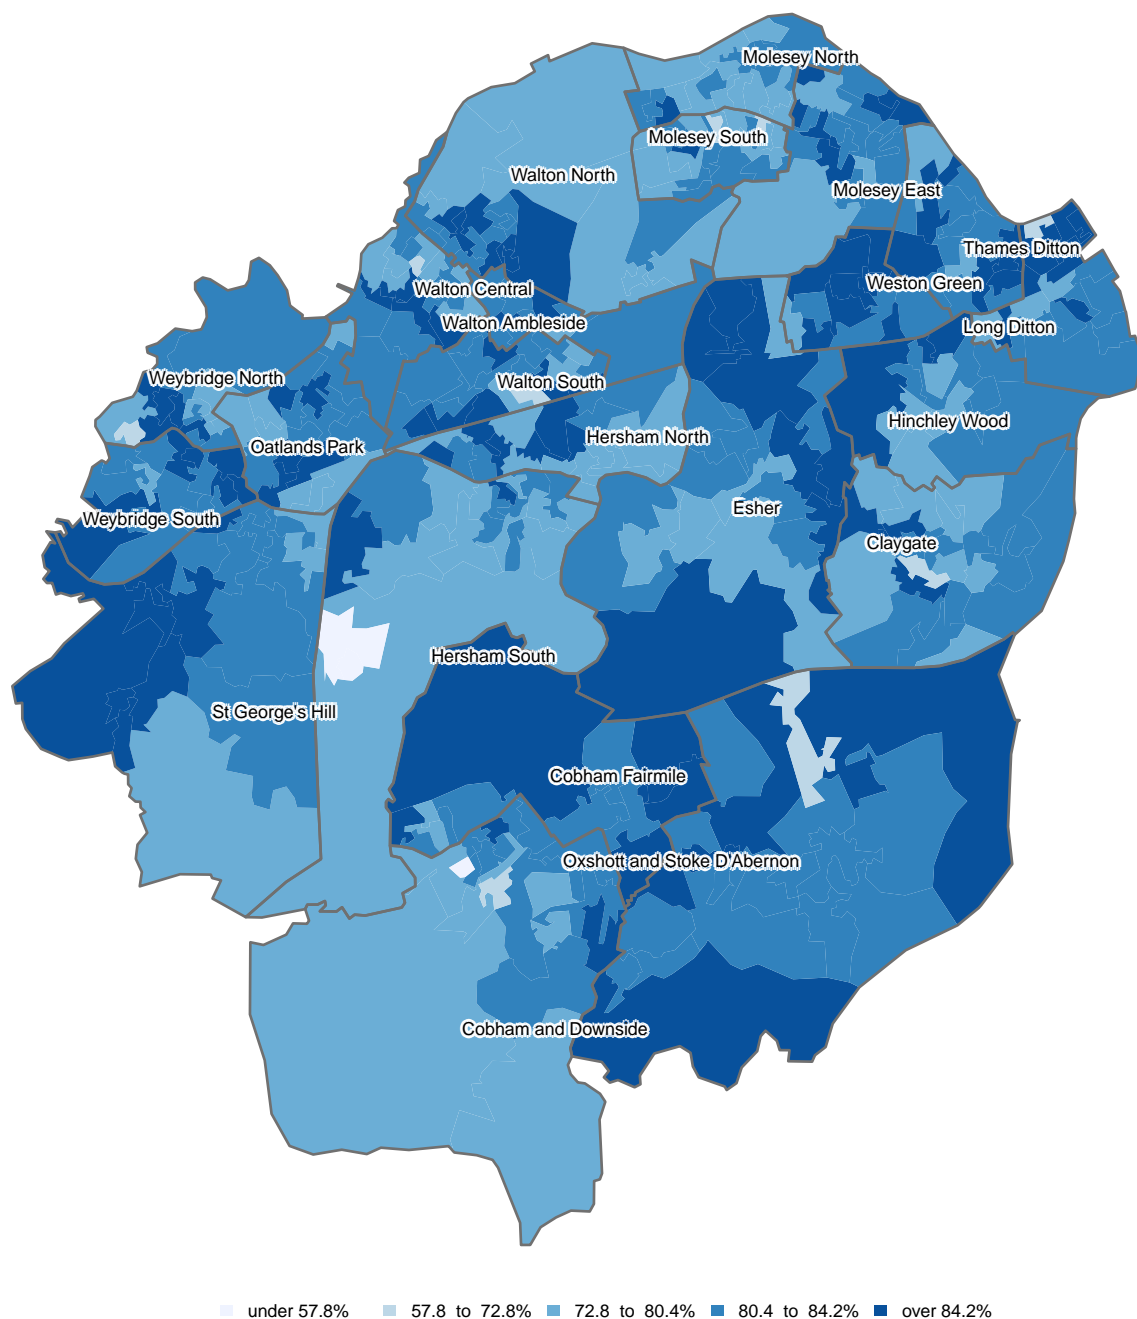 Molesey North
Molesey South
Walton North
Molesey East
Thames Ditton
Weston Green
Walton Central
Walton Ambleside
Long Ditton
Weybridge North
Walton South
Hinchley Wood
Hersham North
Oatlands Park
Esher
Weybridge South
Claygate
Hersham South
St George's Hill
Cobham Fairmile
Oxshott and Stoke D'Abernon
Cobham and Downside
under 57.8% 57.8 to 72.8% 72.8 to 80.4% 80.4 to 84.2% over 84.2%